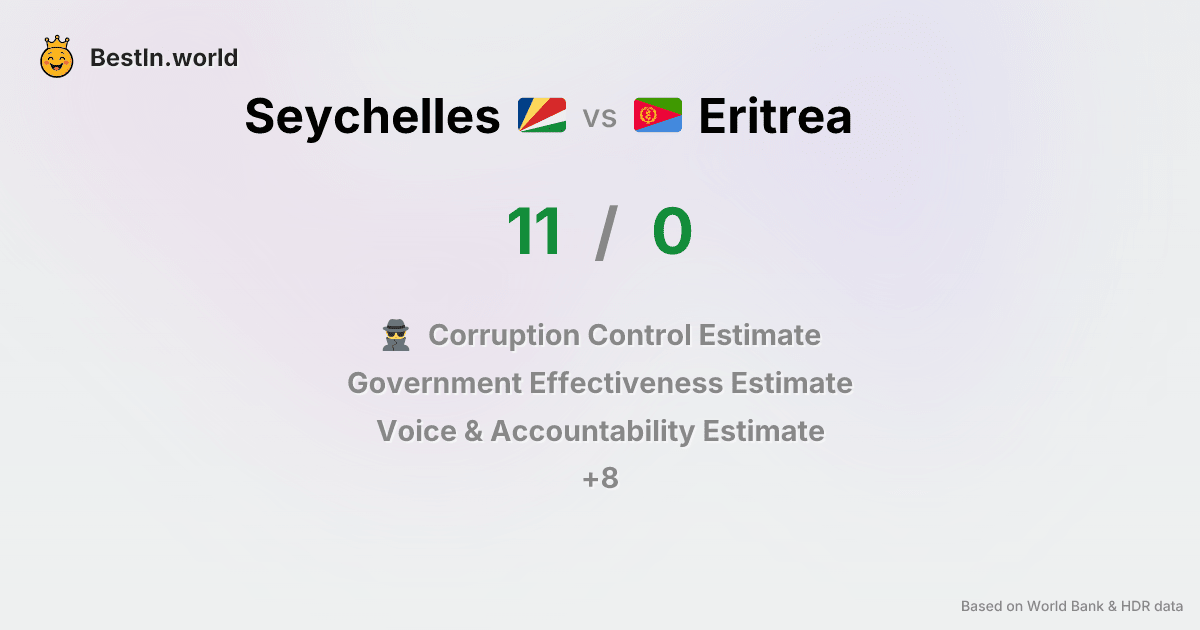 BestIn.world
Seychelles vs Eritrea
11 / 0
Corruption Control Estimate
Government Effectiveness Estimate
Voice & Accountability Estimate
+8
Based on World Bank & HDR data